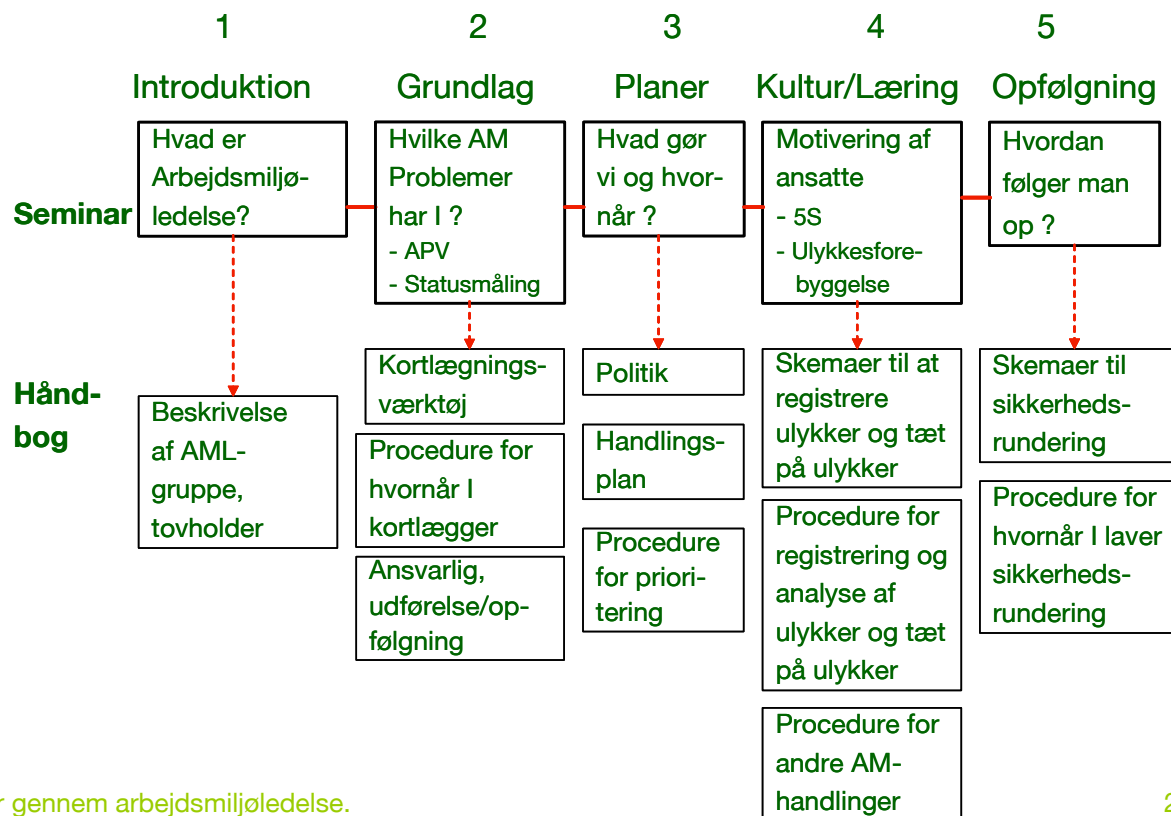 1
2
3
4
5
Introduktion
Grundlag
Planer
Kultur/Læring
Opfølgning
Seminar
Hvad er
Arbejdsmiljø-
ledelse?
Hvilke AM
Problemer
har I ?
- APV
- Statusmåling
Hvad gør
vi og hvor-
når ?
Motivering af
ansatte
- 5S
- Ulykkesfore-
byggelse
Hvordan
følger man
op ?
Hånd-
bog
Beskrivelse
af AML-
gruppe,
tovholder
Kortlægnings-
værktøj
Procedure for
hvornår I
kortlægger
Ansvarlig,
udførelse/op-
følgning
Politik
Handlings-
plan
Procedure
for priori-
tering
Skemaer til at
registrere
ulykker og tæt
på ulykker
Procedure for
registrering og
analyse af
ulykker og tæt
på ulykker
Procedure for
andre AM-
handlinger
Skemaer til
sikkerheds-
rundering
Procedure for
hvornår I laver
sikkerheds-
rundering
r gennem arbejdsmiljøledelse.
2